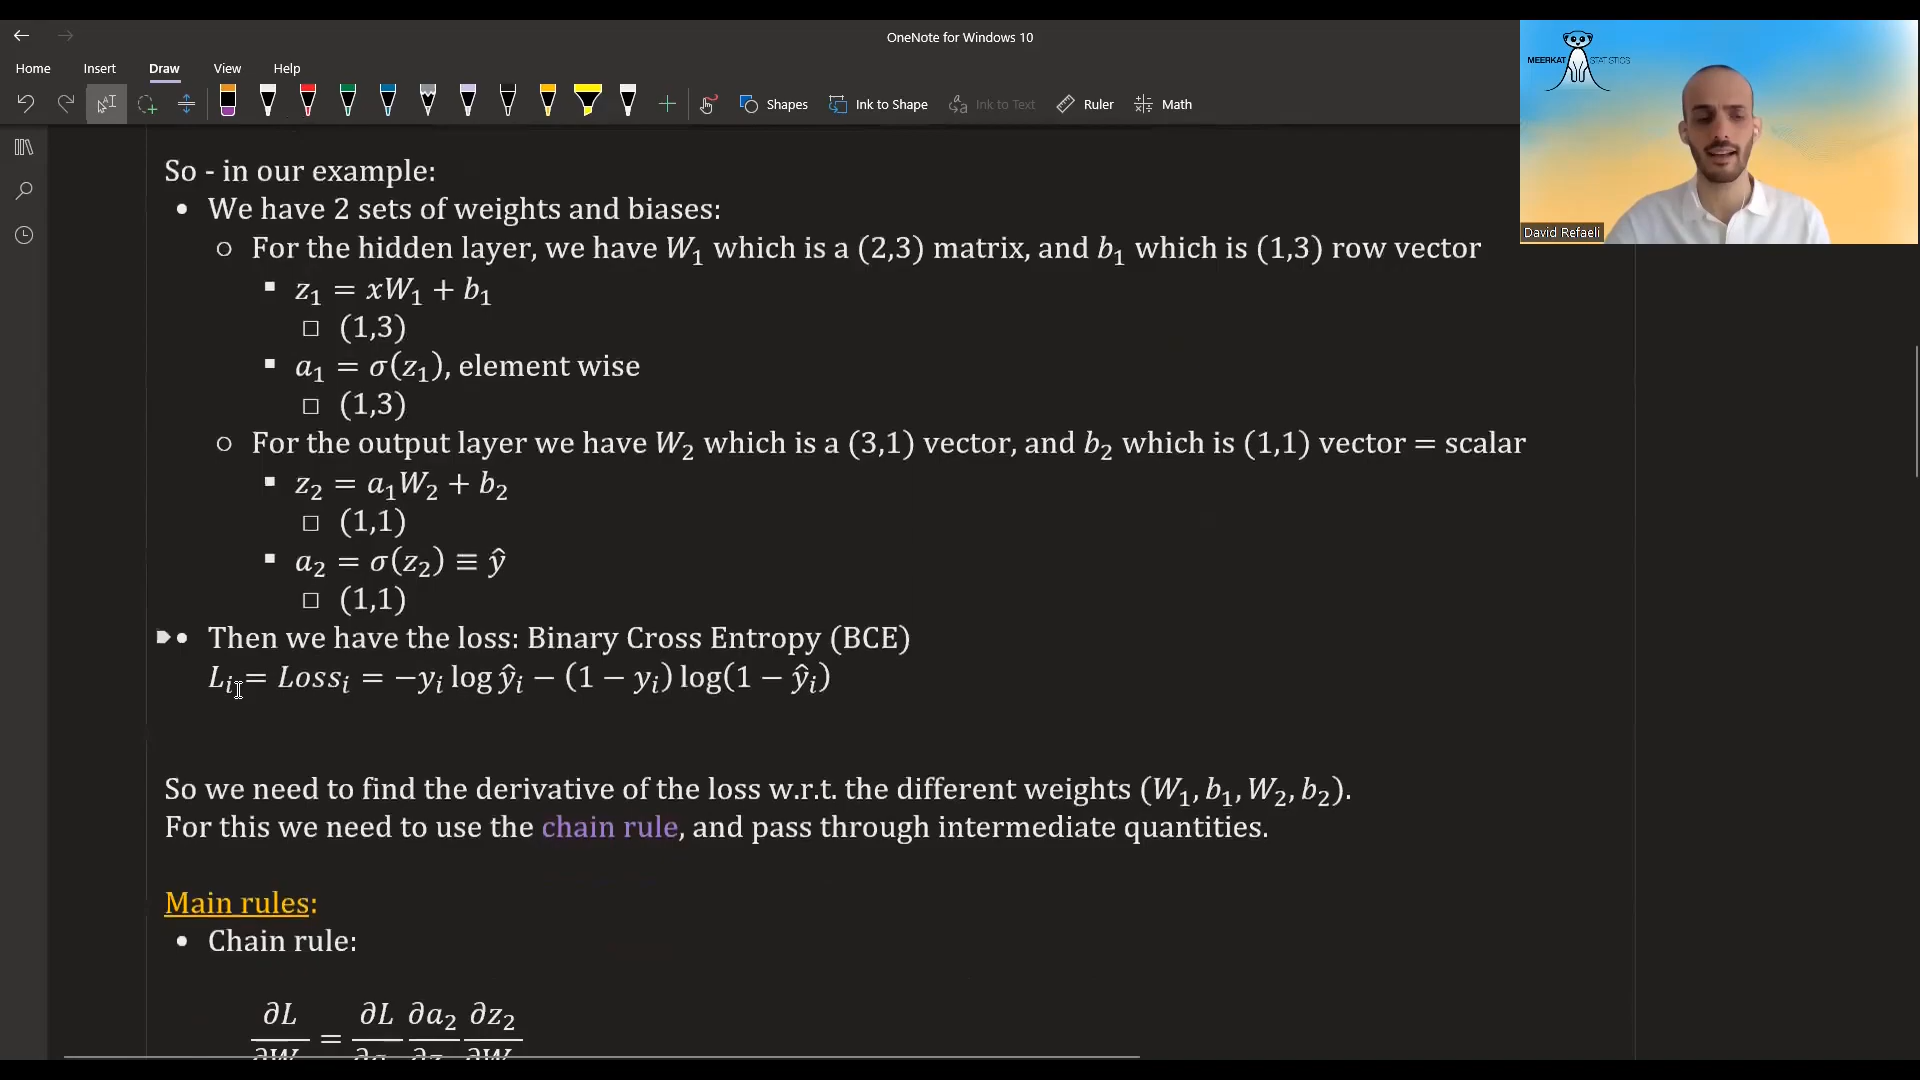 OneNote for Windows 10
Home Insert Draw View Help
Shapes Ink to Shape Ink to Text Ruler Math
MEERKAT STATISTICS
David Refaeli
So - in our example:
• We have 2 sets of weights and biases:
○ For the hidden layer, we have W₁ which is a (2,3) matrix, and b₁ which is (1,3) row vector
▪ z₁ = xW₁ + b₁
□ (1,3)
▪ a₁ = σ(z₁), element wise
□ (1,3)
○ For the output layer we have W₂ which is a (3,1) vector, and b₂ which is (1,1) vector = scalar
▪ z₂ = a₁W₂ + b₂
□ (1,1)
▪ a₂ = σ(z₂) ≡ ŷ
□ (1,1)
• Then we have the loss: Binary Cross Entropy (BCE)
Lᵢ = Lossᵢ = −yᵢ log ŷᵢ − (1 − yᵢ) log(1 − ŷᵢ)
So we need to find the derivative of the loss w.r.t. the different weights (W₁, b₁, W₂, b₂).
For this we need to use the chain rule, and pass through intermediate quantities.
Main rules:
• Chain rule:
∂L = ∂L ∂a₂ ∂z₂